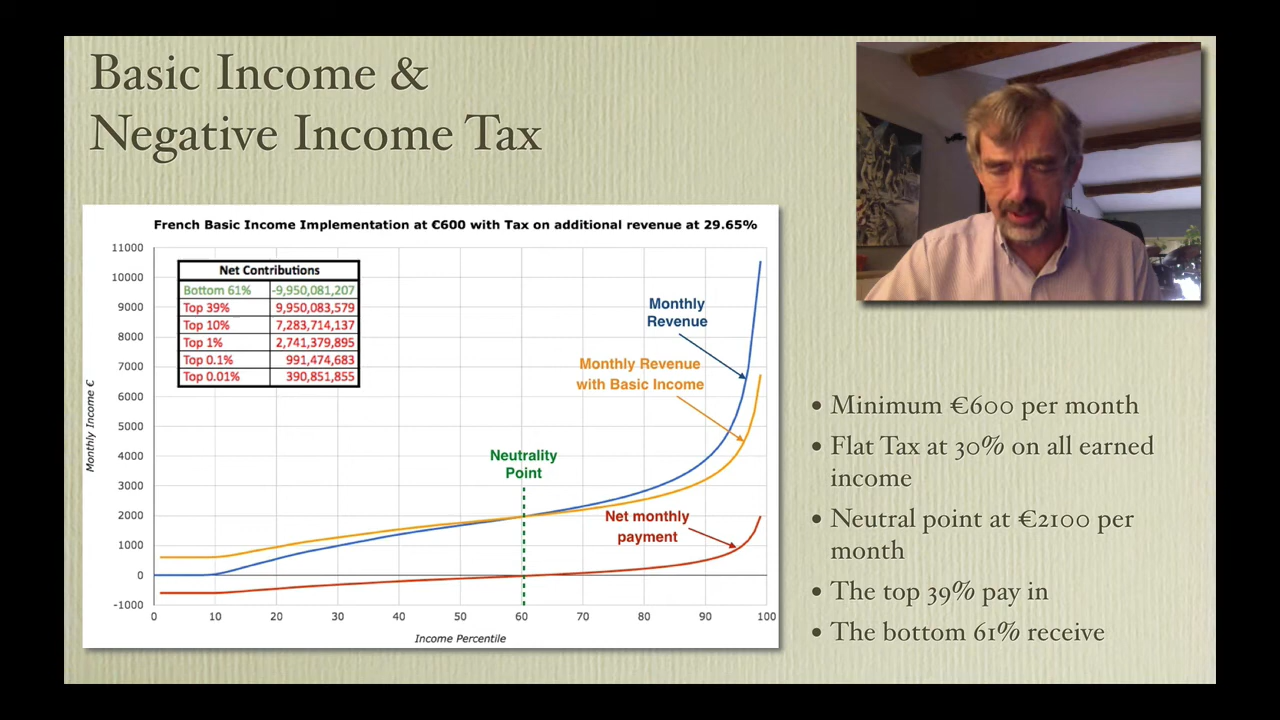 Basic Income &
Negative Income Tax
French Basic Income Implementation at €600 with Tax on additional revenue at 29.65%
11000
10000
9000
8000
7000
6000
5000
4000
3000
2000
1000
0
-1000
Monthly Income €
Net Contributions
Bottom 61% -9,950,081,207
Top 39% 9,950,083,579
Top 10% 7,283,714,137
Top 1% 2,741,379,895
Top 0.1% 991,474,683
Top 0.01% 390,851,855
Monthly
Revenue
Monthly Revenue
with Basic Income
Neutrality
Point
Net monthly
payment
0 10 20 30 40 50 60 70 80 90 100
Income Percentile
• Minimum €600 per month
• Flat Tax at 30% on all earned
income
• Neutral point at €2100 per
month
• The top 39% pay in
• The bottom 61% receive